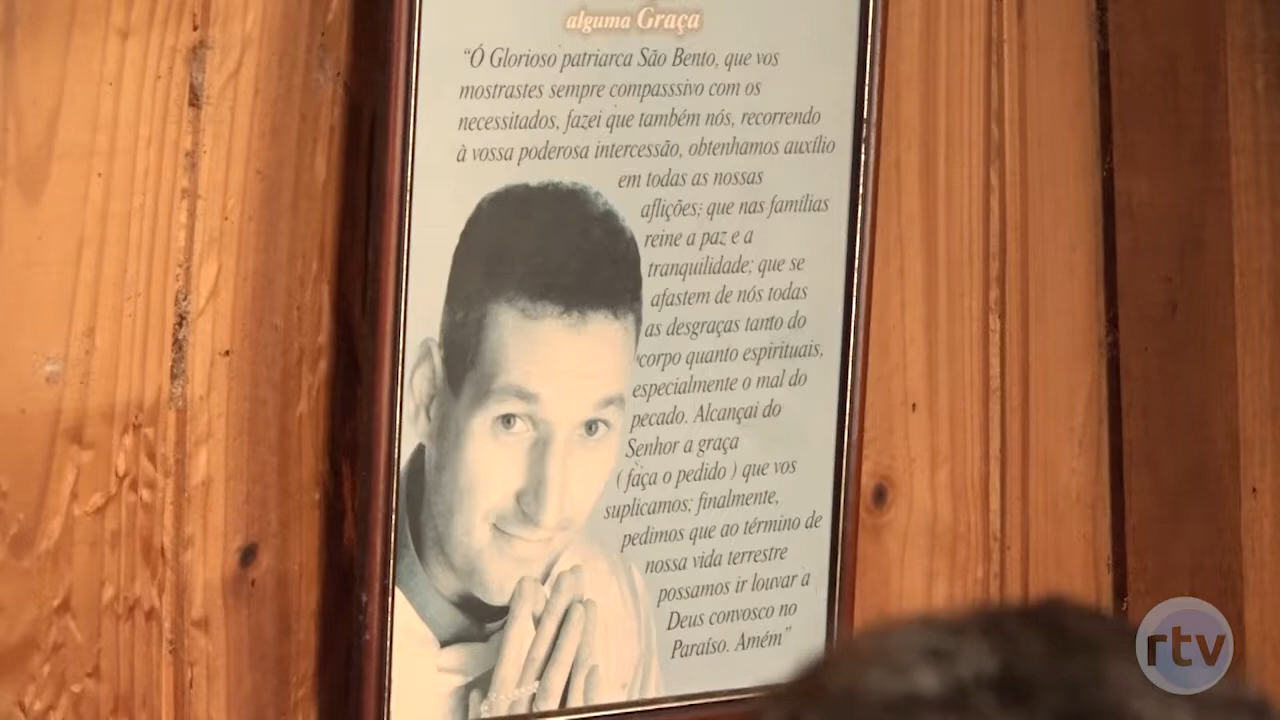 alguma Graça
“Ó Glorioso patriarca São Bento, que vos
mostrastes sempre compasssivo com os
necessitados, fazei que também nós, recorrendo
à vossa poderosa intercessão, obtenhamos auxílio
em todas as nossas
aflições; que nas famílias
reine a paz e a
tranquilidade; que se
afastem de nós todas
as desgraças tanto do
corpo quanto espirituais,
especialmente o mal do
pecado. Alcançai do
Senhor a graça
( faça o pedido ) que vos
suplicamos; finalmente,
pedimos que ao término de
nossa vida terrestre
possamos ir louvar à
Deus convosco no
Paraíso. Amém”
rtv